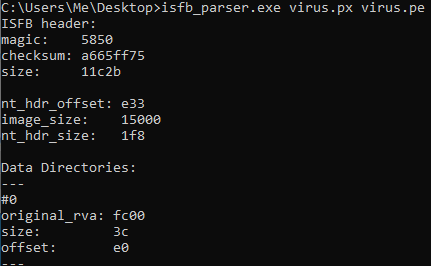 C:\Users\Me\Desktop>isfb_parser.exe virus.px virus.pe
ISFB header:
magic:    5850
checksum: a665ff75
size:     11c2b
nt_hdr_offset: e33
image_size:    15000
nt_hdr_size:   1f8
Data Directories:
---
#0
original_rva: fc00
size:         3c
offset:       e0
---